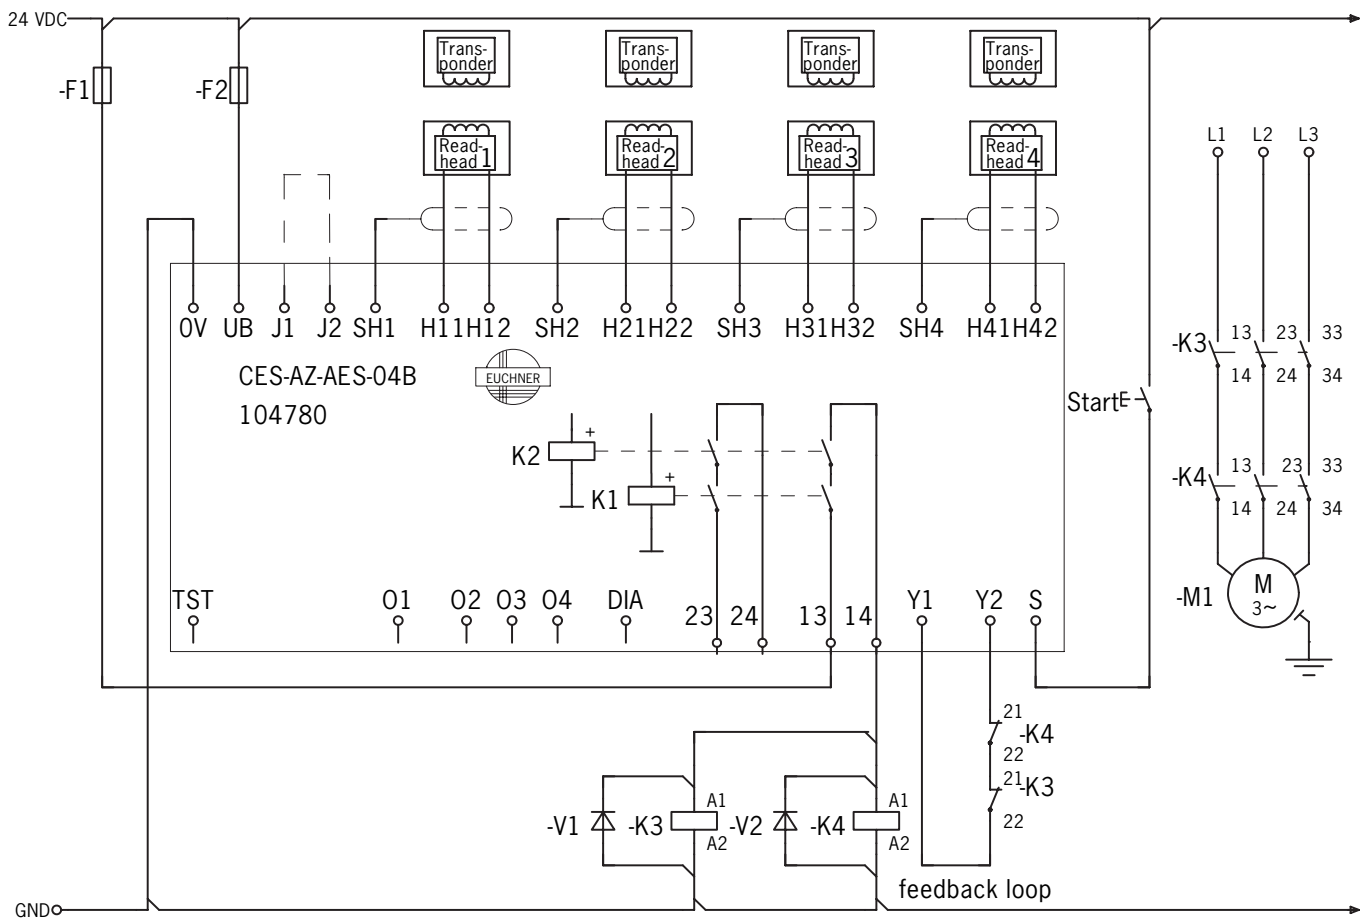 24 VDC
Trans-
ponder
Trans-
ponder
Trans-
ponder
Trans-
ponder
-F1
-F2
Read-
head 1
Read-
head 2
Read-
head 3
Read-
head 4
L1 L2 L3
0V UB J1 J2 SH1 H11 H12 SH2 H21 H22 SH3 H31 H32 SH4 H41 H42
CES-AZ-AES-04B
104780
EUCHNER
-K3
13 23 33
14 24 34
Start E
K2 +
K1 +
-K4
13 23 33
14 24 34
TST O1 O2 O3 O4 DIA 23 24 13 14 Y1 Y2 S
-M1
M
3~
21
-K4
22
21
-K3
22
-V1 -K3 A1
A2
-V2 -K4 A1
A2
feedback loop
GND